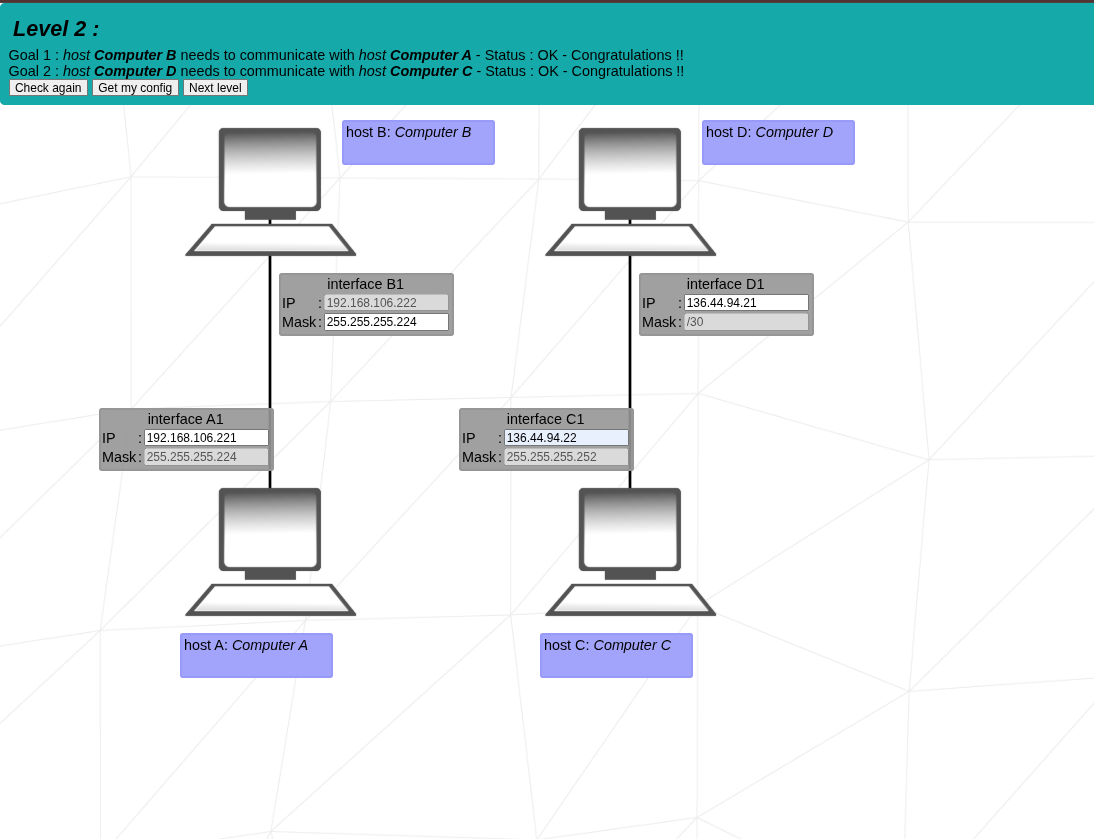 Level 2 :
Goal 1 : host Computer B needs to communicate with host Computer A - Status : OK - Congratulations !!
Goal 2 : host Computer D needs to communicate with host Computer C - Status : OK - Congratulations !!
Check again Get my config Next level
host B: Computer B
host D: Computer D
interface B1
IP : 192.168.106.222
Mask : 255.255.255.224
interface D1
IP : 136.44.94.21
Mask : /30
interface A1
IP : 192.168.106.221
Mask : 255.255.255.224
interface C1
IP : 136.44.94.22
Mask : 255.255.255.252
host A: Computer A
host C: Computer C